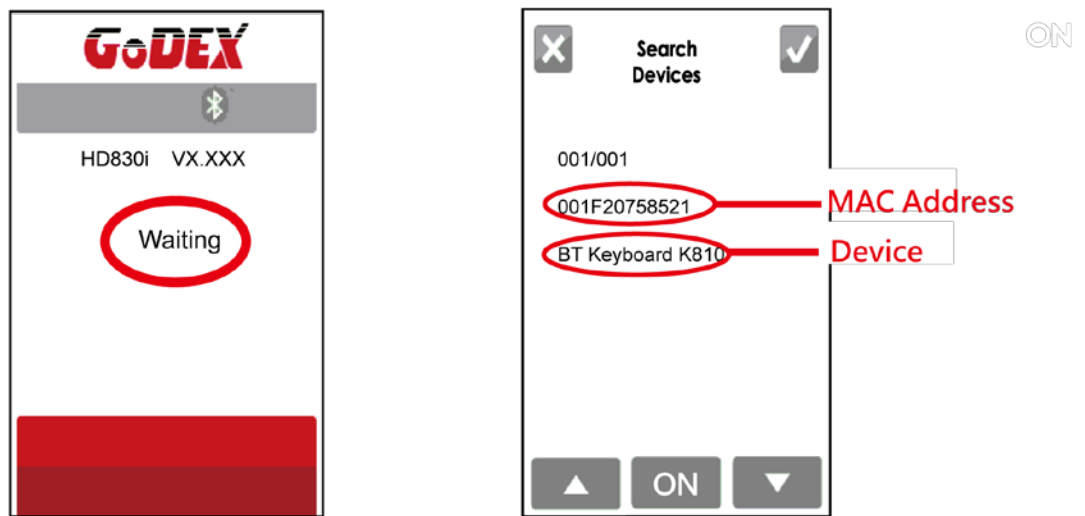 GoDEX
HD830i VX.XXX
Waiting
Search
Devices
001/001
001F20758521
BT Keyboard K810
ON
MAC Address
Device
ON